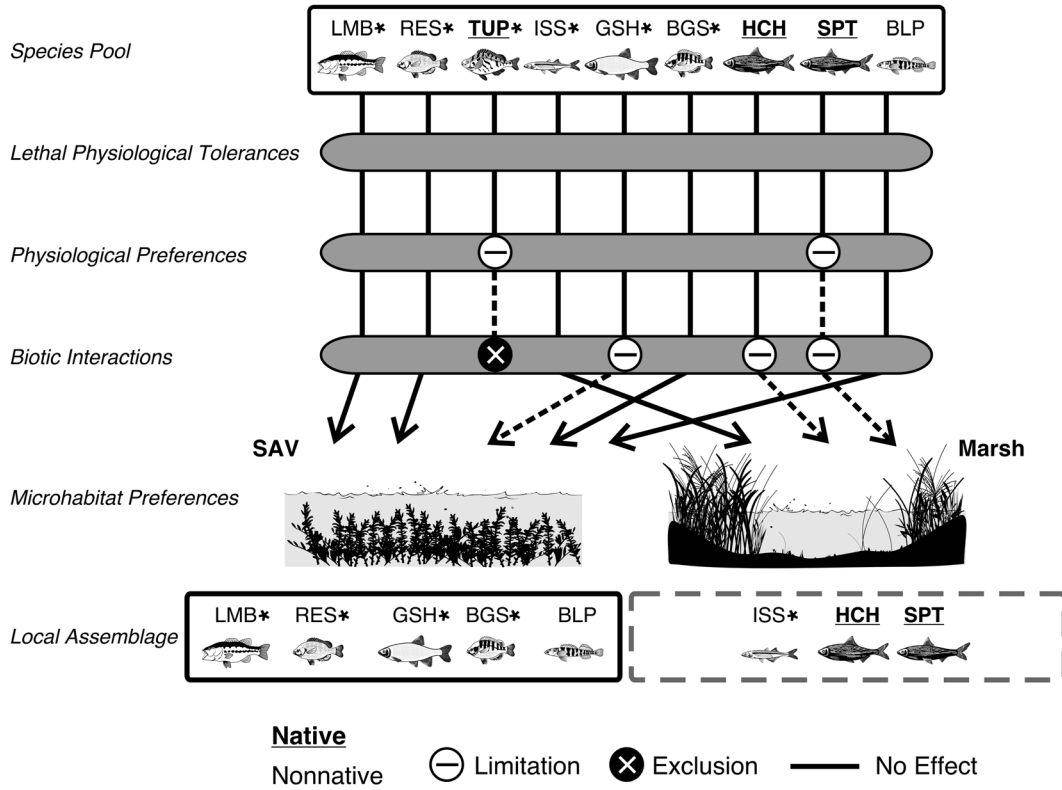 Species Pool
LMB* RES* TUP* ISS* GSH* BGS* HCH SPT BLP
Lethal Physiological Tolerances
Physiological Preferences
Biotic Interactions
SAV
Marsh
Microhabitat Preferences
Local Assemblage
LMB* RES* GSH* BGS* BLP
ISS* HCH SPT
Native
Nonnative
Limitation
Exclusion
No Effect